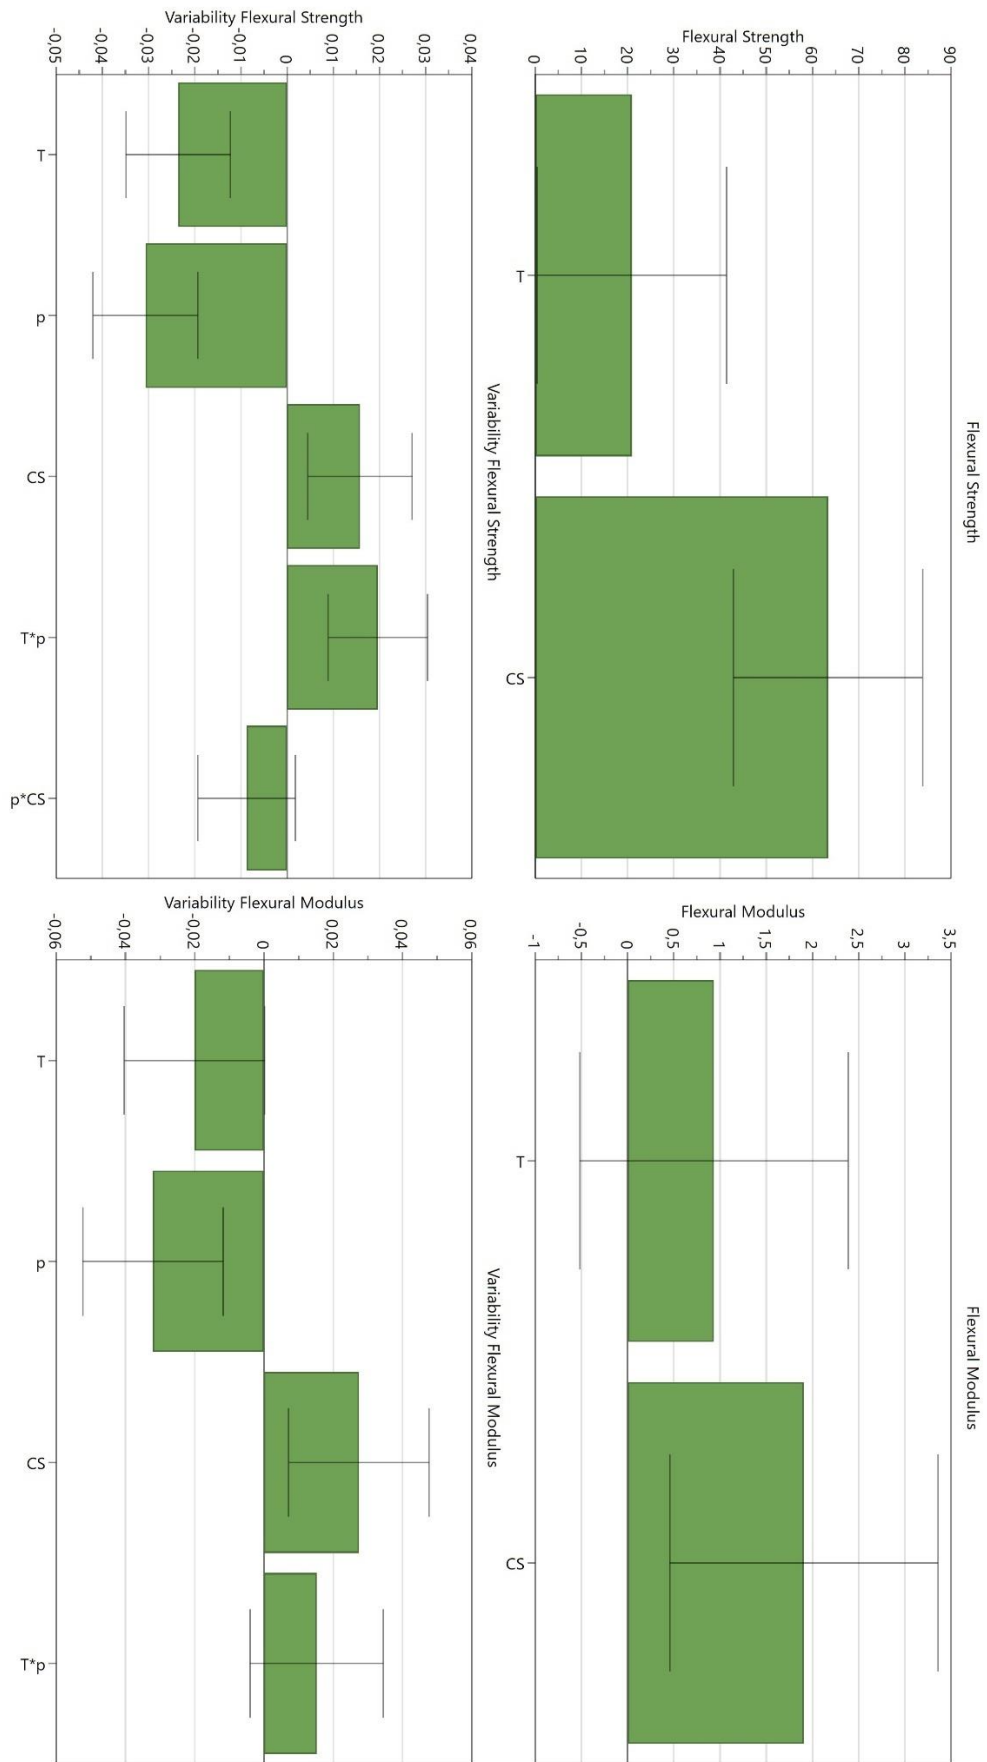 Flexural Strength
Flexural Strength
90
80
70
60
50
40
30
20
10
0
T
CS
Flexural Modulus
Flexural Modulus
3,5
3
2,5
2
1,5
1
0,5
0
-0,5
-1
T
CS
Variability Flexural Strength
Variability Flexural Strength
0,04
0,03
0,02
0,01
0
-0,01
-0,02
-0,03
-0,04
-0,05
T
p
CS
T*p
p*CS
Variability Flexural Modulus
Variability Flexural Modulus
0,06
0,04
0,02
0
-0,02
-0,04
-0,06
T
p
CS
T*p